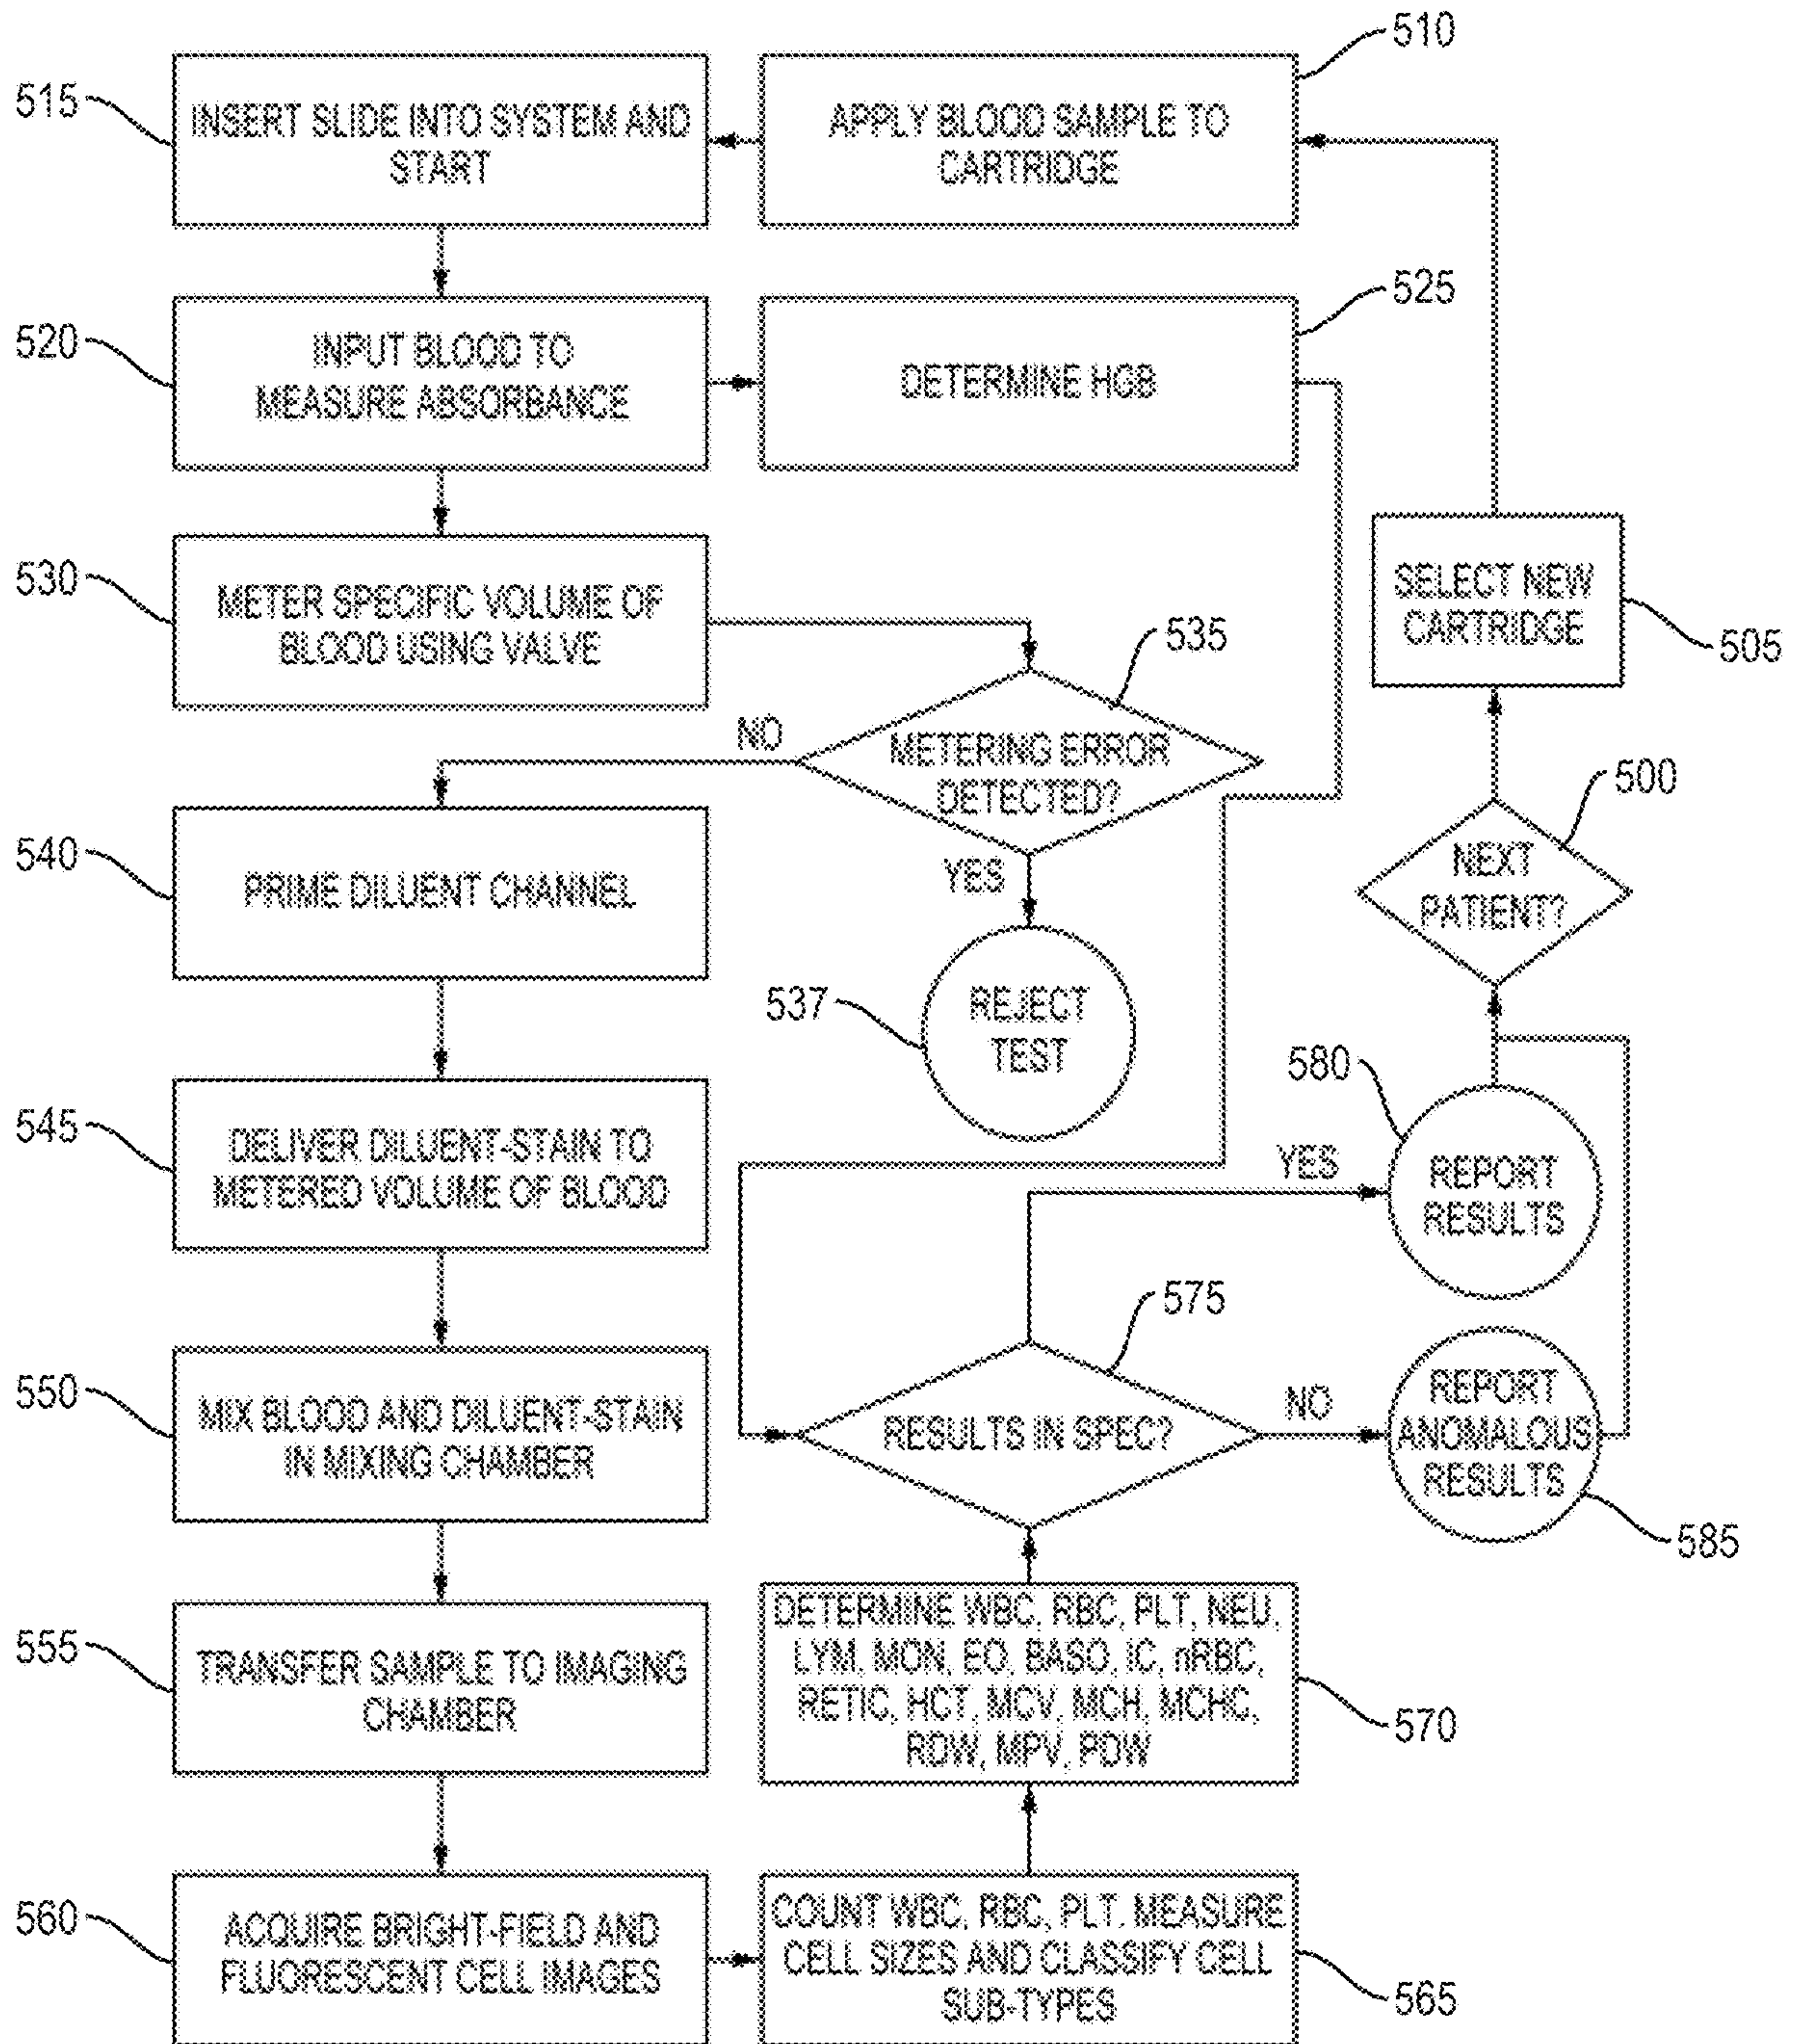 510
515
INSERT SLIDE INTO SYSTEM AND
START
APPLY BLOOD SAMPLE TO
CARTRIDGE
520
INPUT BLOOD TO
MEASURE ABSORBANCE
525
DETERMINE HGB
530
METER SPECIFIC VOLUME OF
BLOOD USING VALVE
SELECT NEW
CARTRIDGE
505
535
METERING ERROR
DETECTED?
NO
YES
500
NEXT
PATIENT?
540
PRIME DILUENT CHANNEL
537
REJECT
TEST
545
DELIVER DILUENT-STAIN TO
METERED VOLUME OF BLOOD
580
YES
REPORT
RESULTS
550
MIX BLOOD AND DILUENT-STAIN
IN MIXING CHAMBER
575
RESULTS IN SPEC?
NO
REPORT
ANOMALOUS
RESULTS
585
555
TRANSFER SAMPLE TO IMAGING
CHAMBER
DETERMINE WBC, RBC, PLT, NEU,
LYM, MON, EO, BASO, IC, nRBC,
RETIC, HCT, MCV, MCH, MCHC,
RDW, MPV, PDW
570
560
ACQUIRE BRIGHT-FIELD AND
FLUORESCENT CELL IMAGES
COUNT WBC, RBC, PLT. MEASURE
CELL SIZES AND CLASSIFY CELL
SUB-TYPES
565